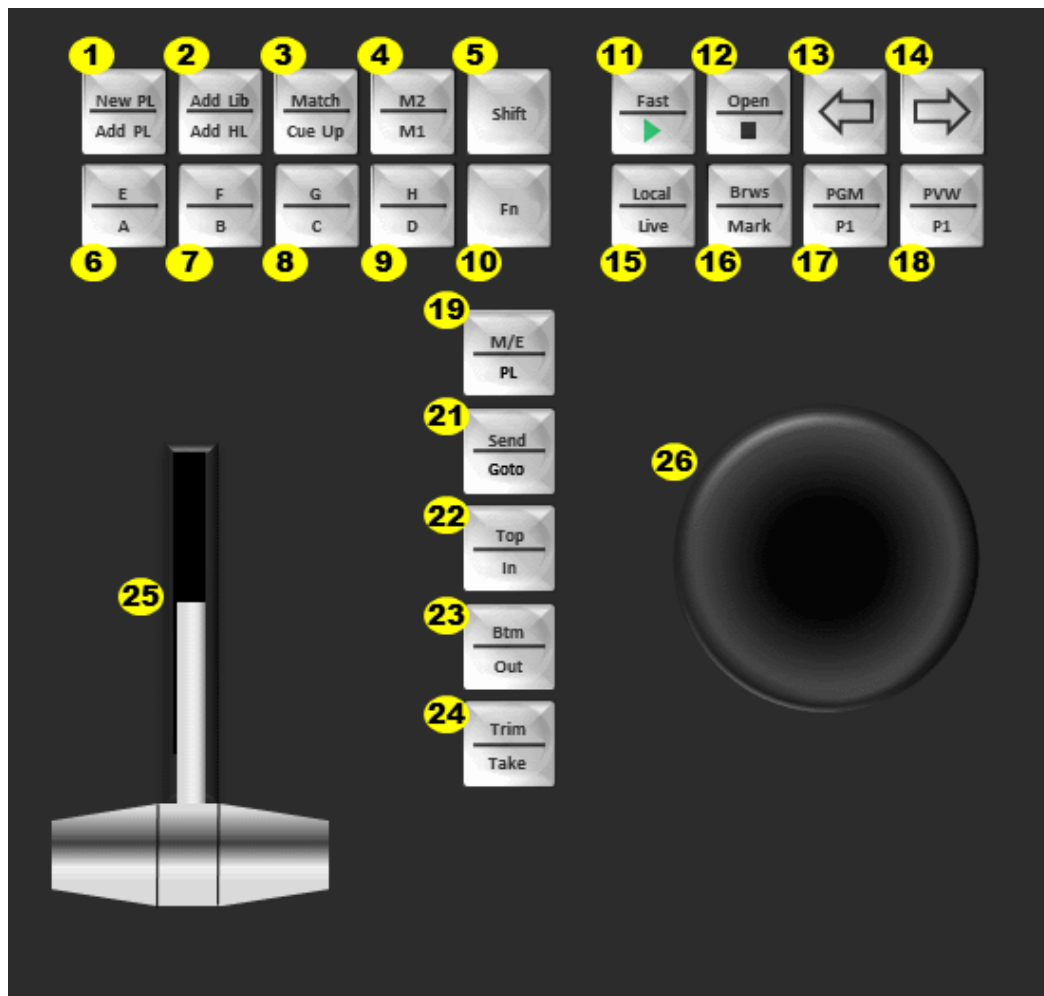 1 2 3 4 5 11 12 13 14
New PL Add Lib Match M2 Shift Fast Open
Add PL Add HL Cue Up M1
E F G H Fn Local Brws PGM PVW
A B C D Live Mark P1 P1
6 7 8 9 10 15 16 17 18
19
M/E
PL
21
Send
Goto
22
Top
In
23
Btm
Out
24
Trim
Take
25
26